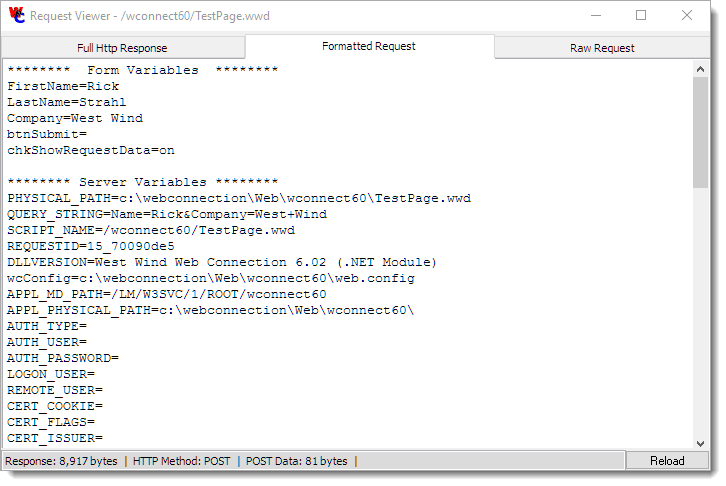 Request Viewer - /wconnect60/TestPage.wwd
Full Http Response Formatted Request Raw Request
******** Form Variables ********
FirstName=Rick
LastName=Strahl
Company=West Wind
btnSubmit=
chkShowRequestData=on
******** Server Variables ********
PHYSICAL_PATH=c:\webconnection\Web\wconnect60\TestPage.wwd
QUERY_STRING=Name=Rick&Company=West+Wind
SCRIPT_NAME=/wconnect60/TestPage.wwd
REQUESTID=15_70090de5
DLLVERSION=West Wind Web Connection 6.02 (.NET Module)
wcConfig=c:\webconnection\Web\wconnect60\web.config
APPL_MD_PATH=/LM/W3SVC/1/ROOT/wconnect60
APPL_PHYSICAL_PATH=c:\webconnection\Web\wconnect60\
AUTH_TYPE=
AUTH_USER=
AUTH_PASSWORD=
LOGON_USER=
REMOTE_USER=
CERT_COOKIE=
CERT_FLAGS=
CERT_ISSUER=
Response: 8,917 bytes | HTTP Method: POST | POST Data: 81 bytes | Reload